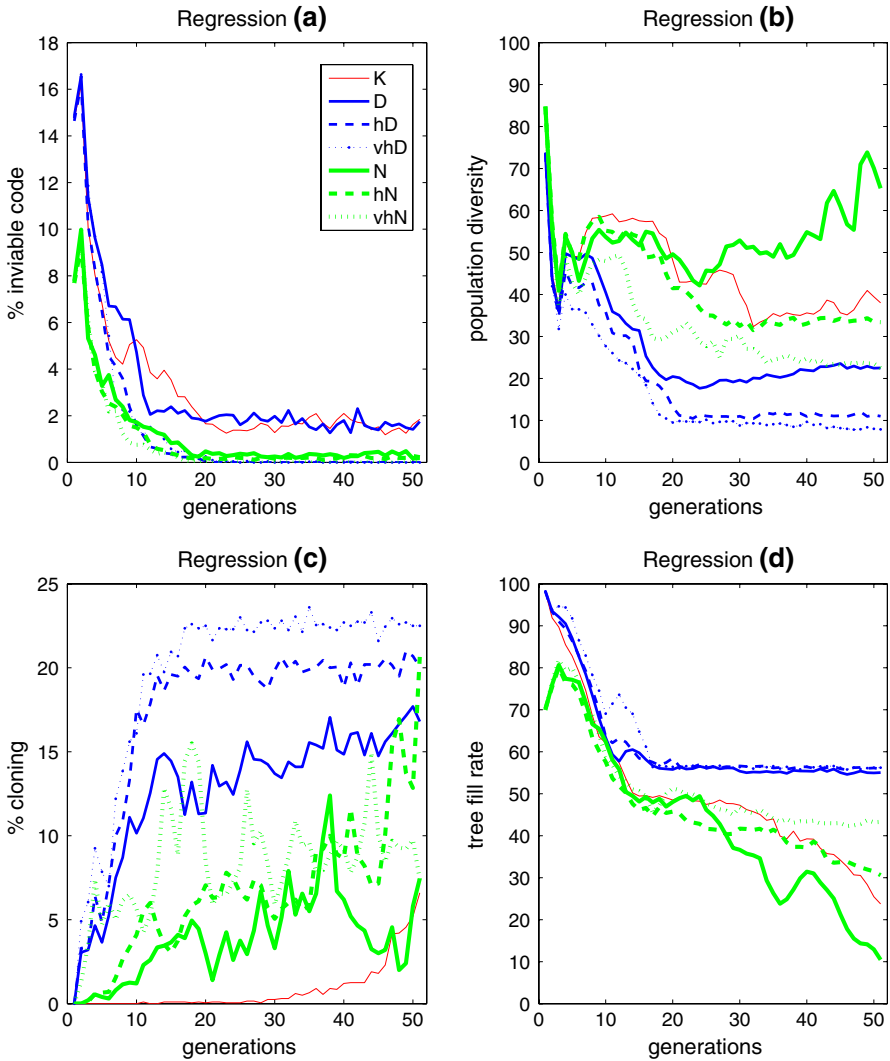 Regression (a)
% inviable code
18
16
14
12
10
8
6
4
2
0
K
D
hD
vhD
N
hN
vhN
0 10 20 30 40 50
generations
Regression (b)
population diversity
100
90
80
70
60
50
40
30
20
10
0
0 10 20 30 40 50
generations
Regression (c)
% cloning
25
20
15
10
5
0
0 10 20 30 40 50
generations
Regression (d)
tree fill rate
100
90
80
70
60
50
40
30
20
10
0
0 10 20 30 40 50
generations